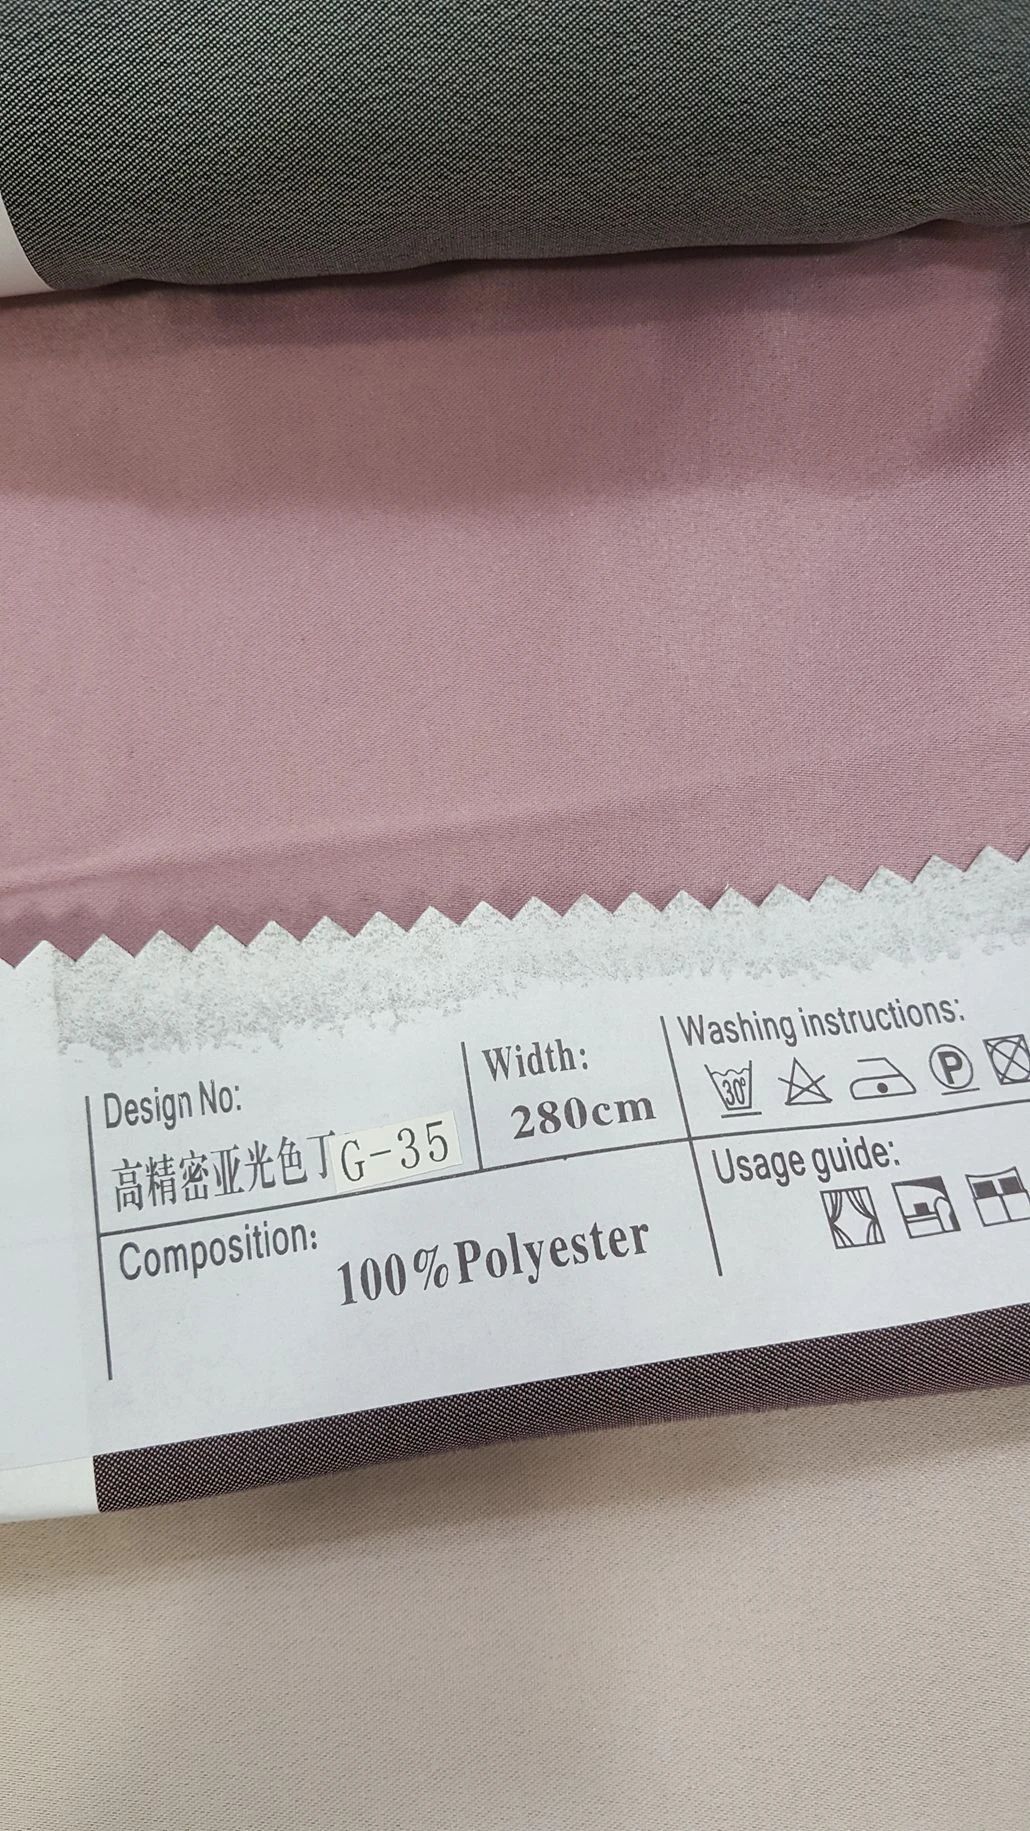 Design No:
高精密亚光色丁G-35
Width:
280cm
Washing instructions:
30°
P
Composition:
100%Polyester
Usage guide: